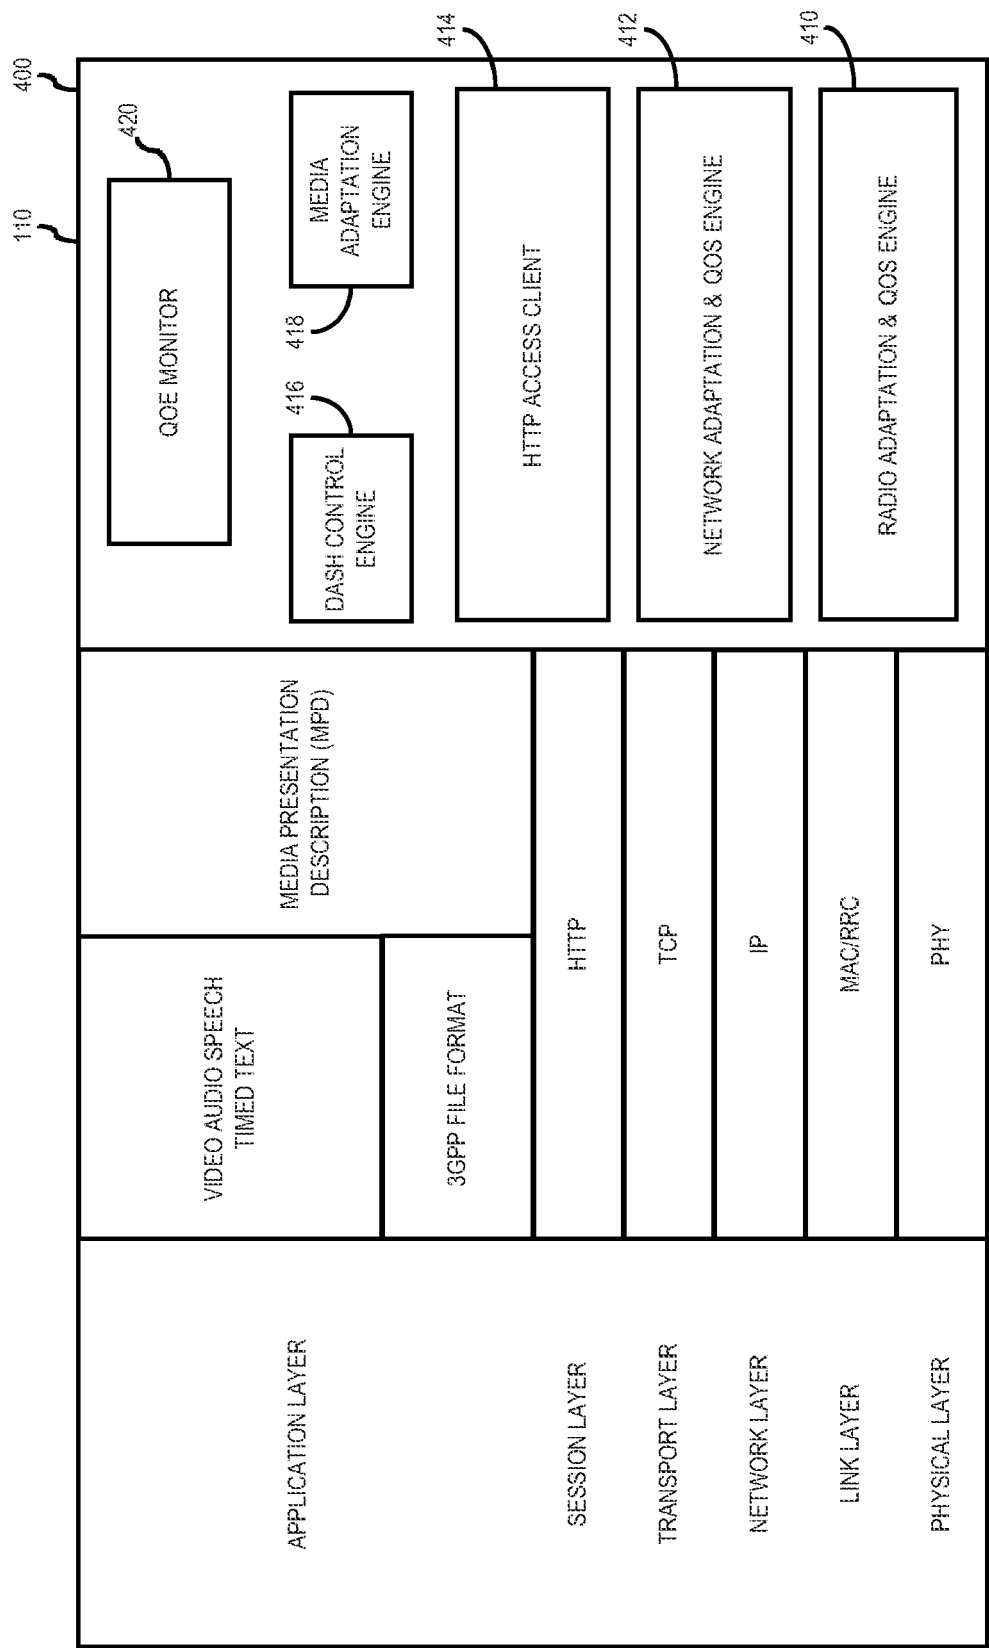 110
400
420
QOE MONITOR
416
418
DASH CONTROL
ENGINE
MEDIA
ADAPTATION
ENGINE
414
HTTP ACCESS CLIENT
412
NETWORK ADAPTATION & QOS ENGINE
410
RADIO ADAPTATION & QOS ENGINE
MEDIA PRESENTATION
DESCRIPTION (MPD)
VIDEO AUDIO SPEECH
TIMED TEXT
3GPP FILE FORMAT
HTTP
TCP
IP
MAC/RRC
PHY
APPLICATION LAYER
SESSION LAYER
TRANSPORT LAYER
NETWORK LAYER
LINK LAYER
PHYSICAL LAYER